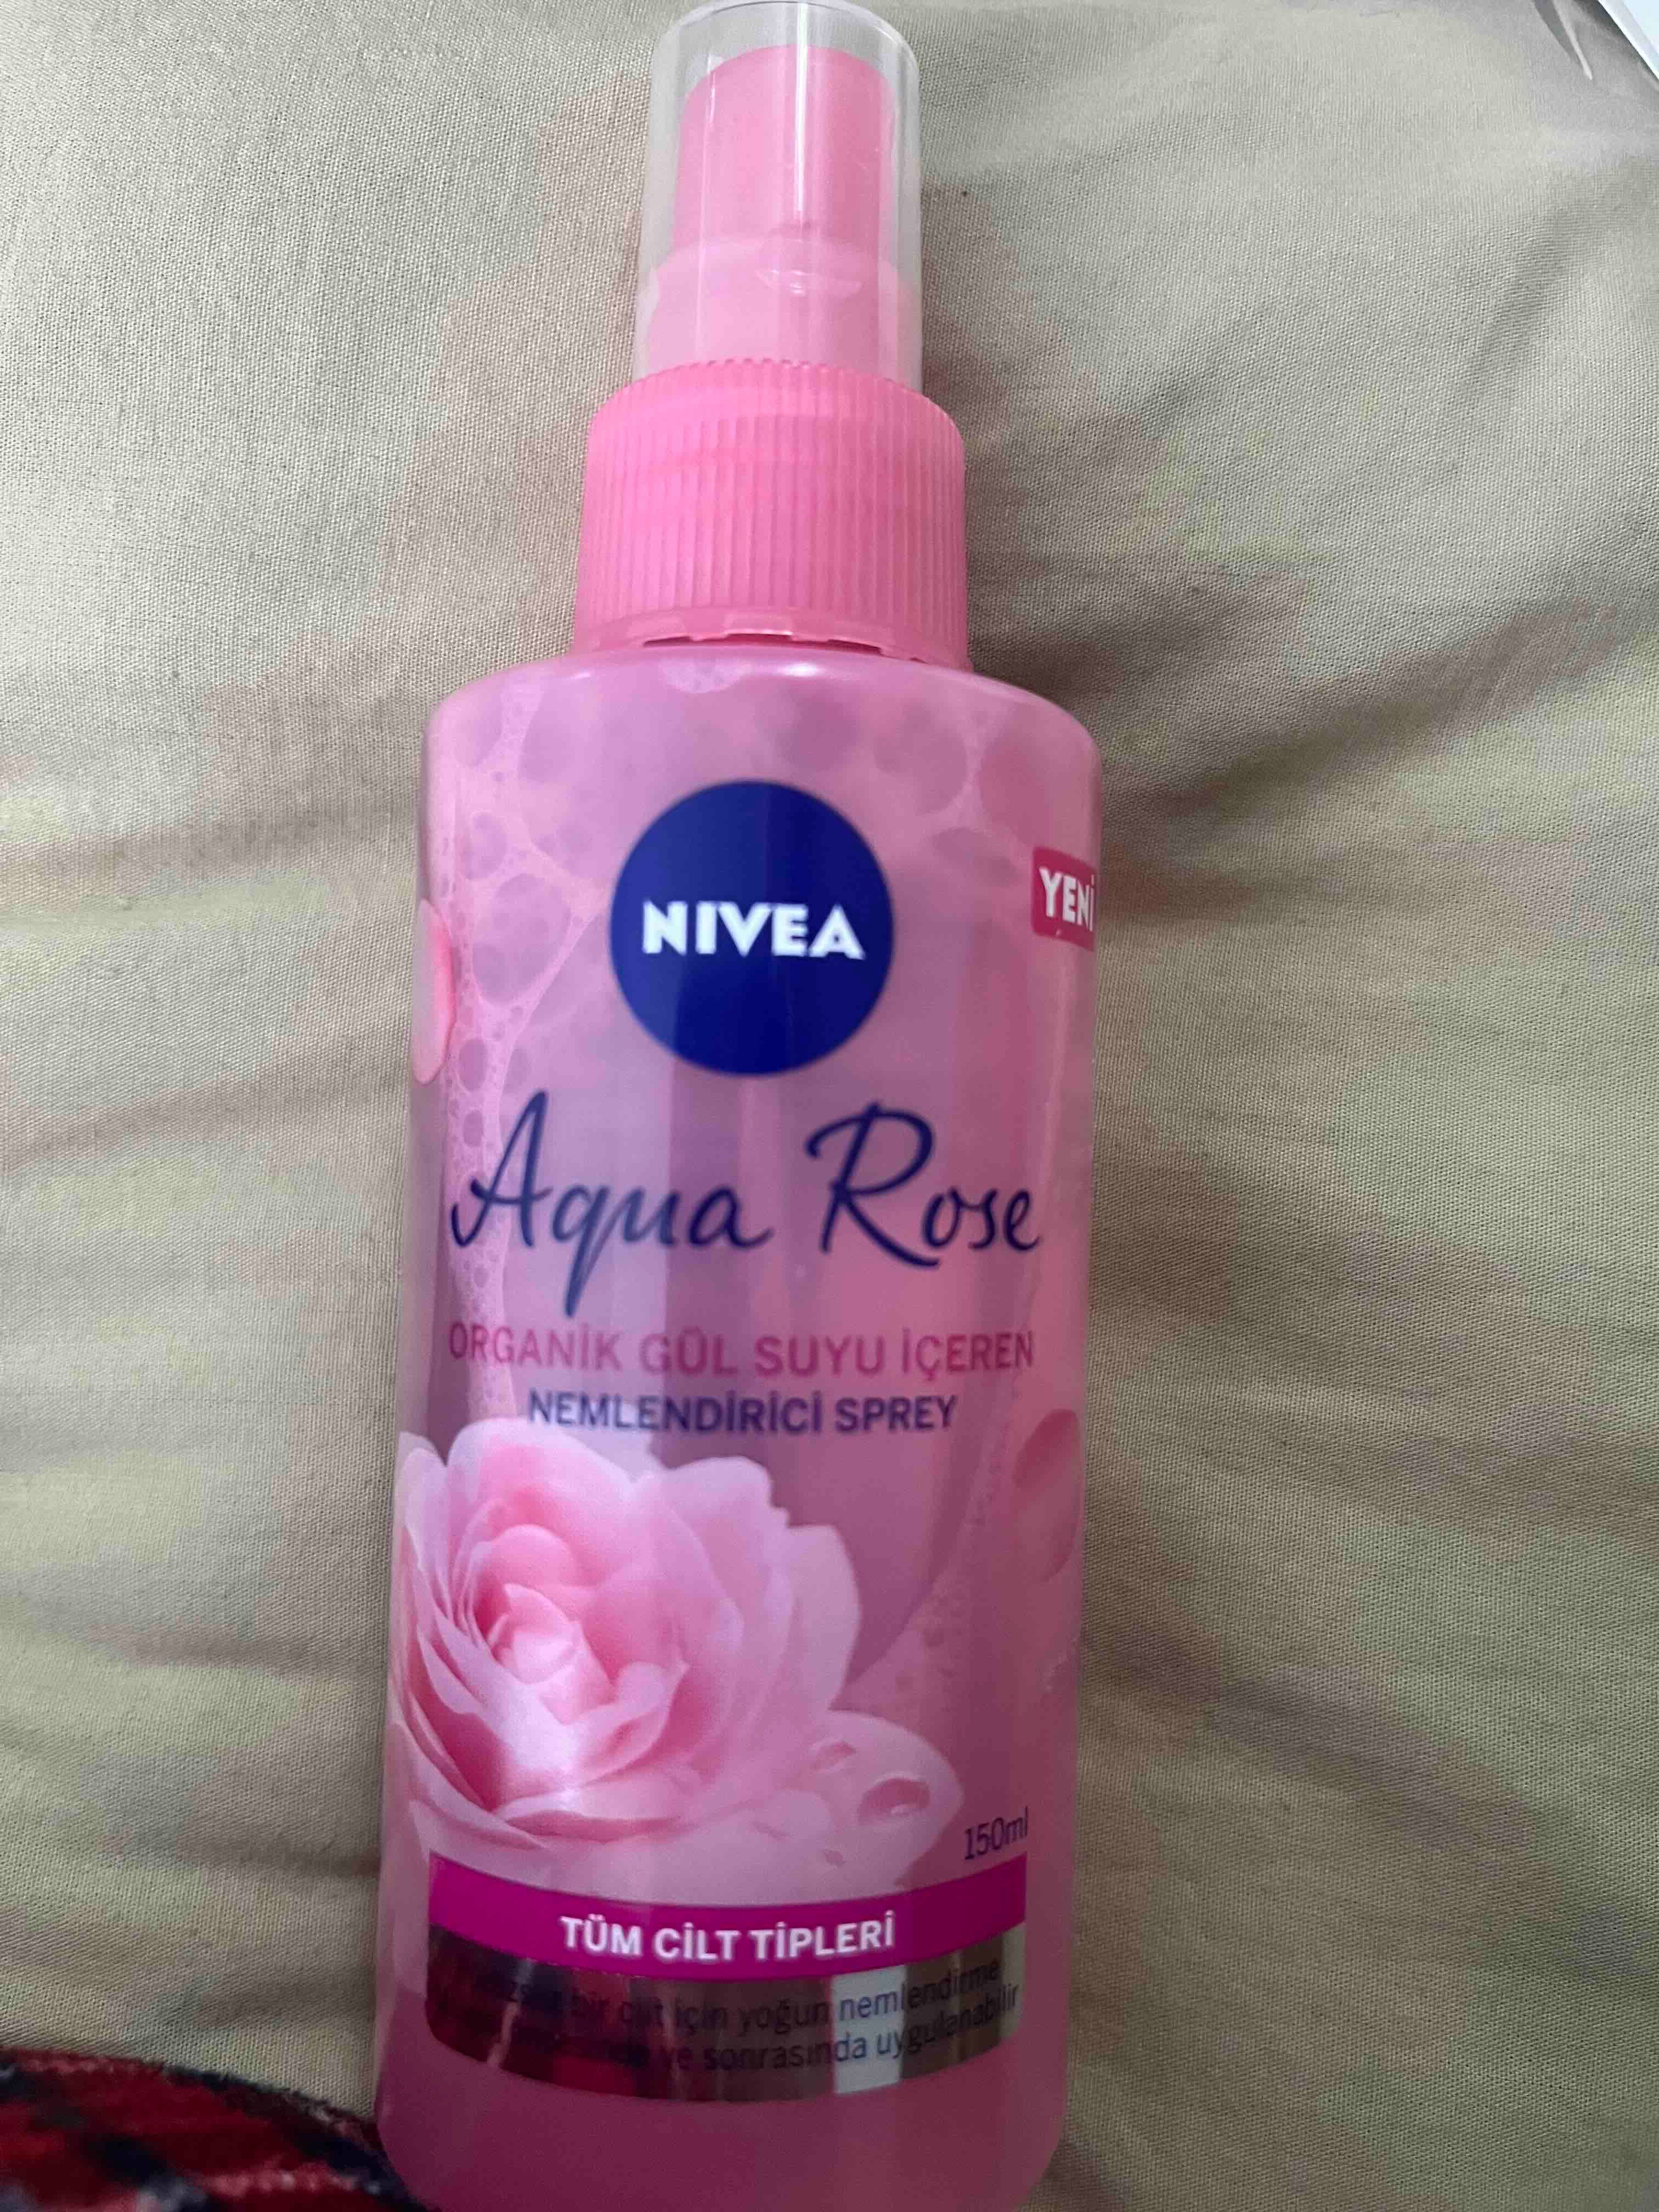 NIVEA
YENİ
Aqua Rose
ORGANİK GÜL SUYU İÇEREN
NEMLENDİRİCİ SPREY
150ml
TÜM CİLT TİPLERİ
bir cilt için yoğun nemlendirme
ve sonrasında uygulanabilir